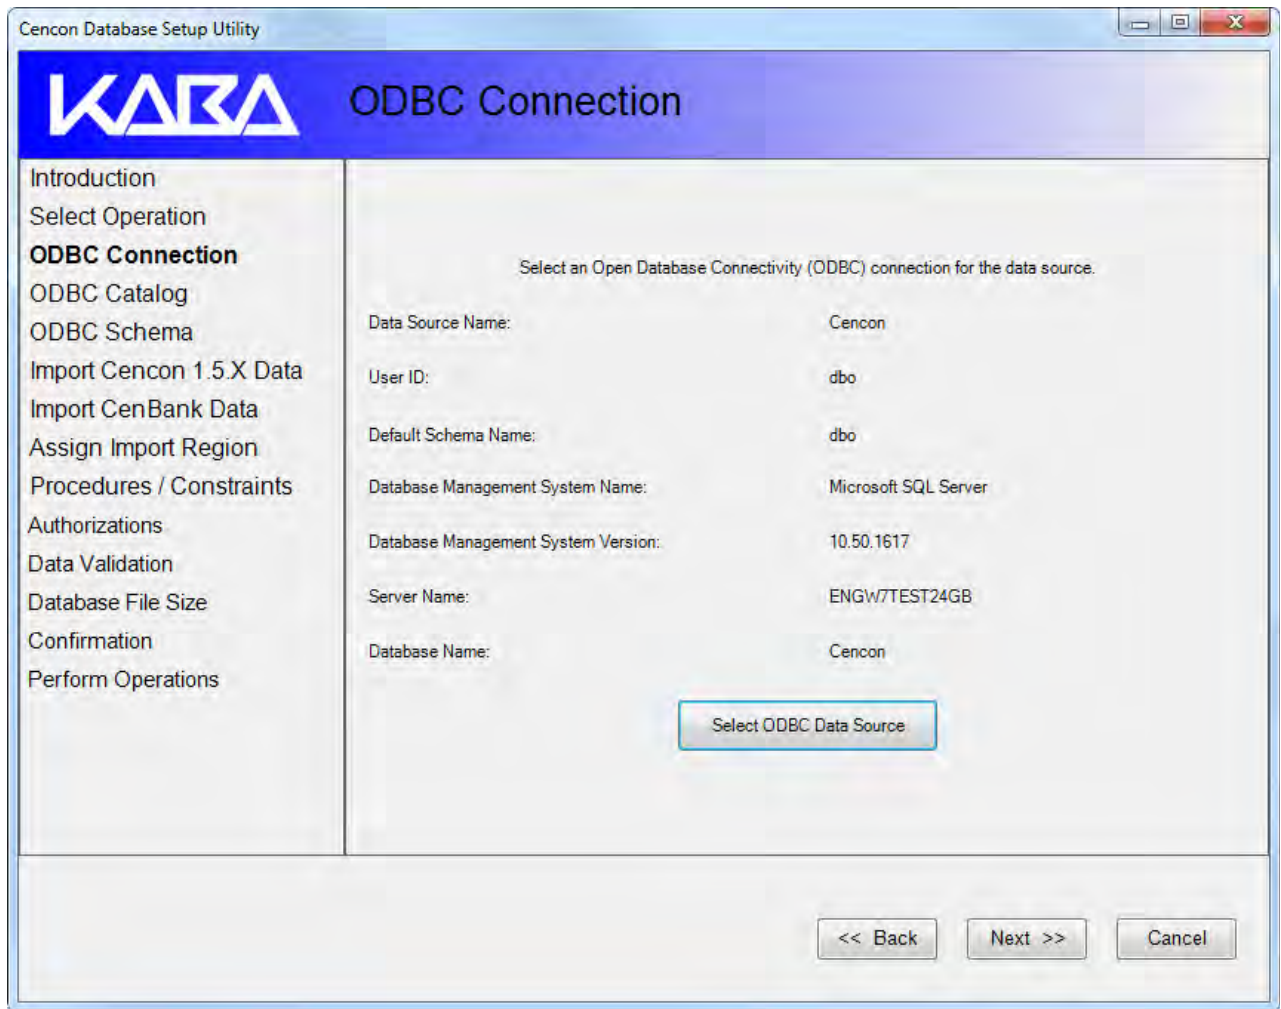 Cencon Database Setup Utility
KABA
ODBC Connection
Introduction
Select Operation
ODBC Connection
ODBC Catalog
ODBC Schema
Import Cencon 1.5.X Data
Import CenBank Data
Assign Import Region
Procedures / Constraints
Authorizations
Data Validation
Database File Size
Confirmation
Perform Operations
Select an Open Database Connectivity (ODBC) connection for the data source.
Data Source Name: Cencon
User ID: dbo
Default Schema Name: dbo
Database Management System Name: Microsoft SQL Server
Database Management System Version: 10.50.1617
Server Name: ENGW7TEST24GB
Database Name: Cencon
Select ODBC Data Source
<< Back Next >> Cancel